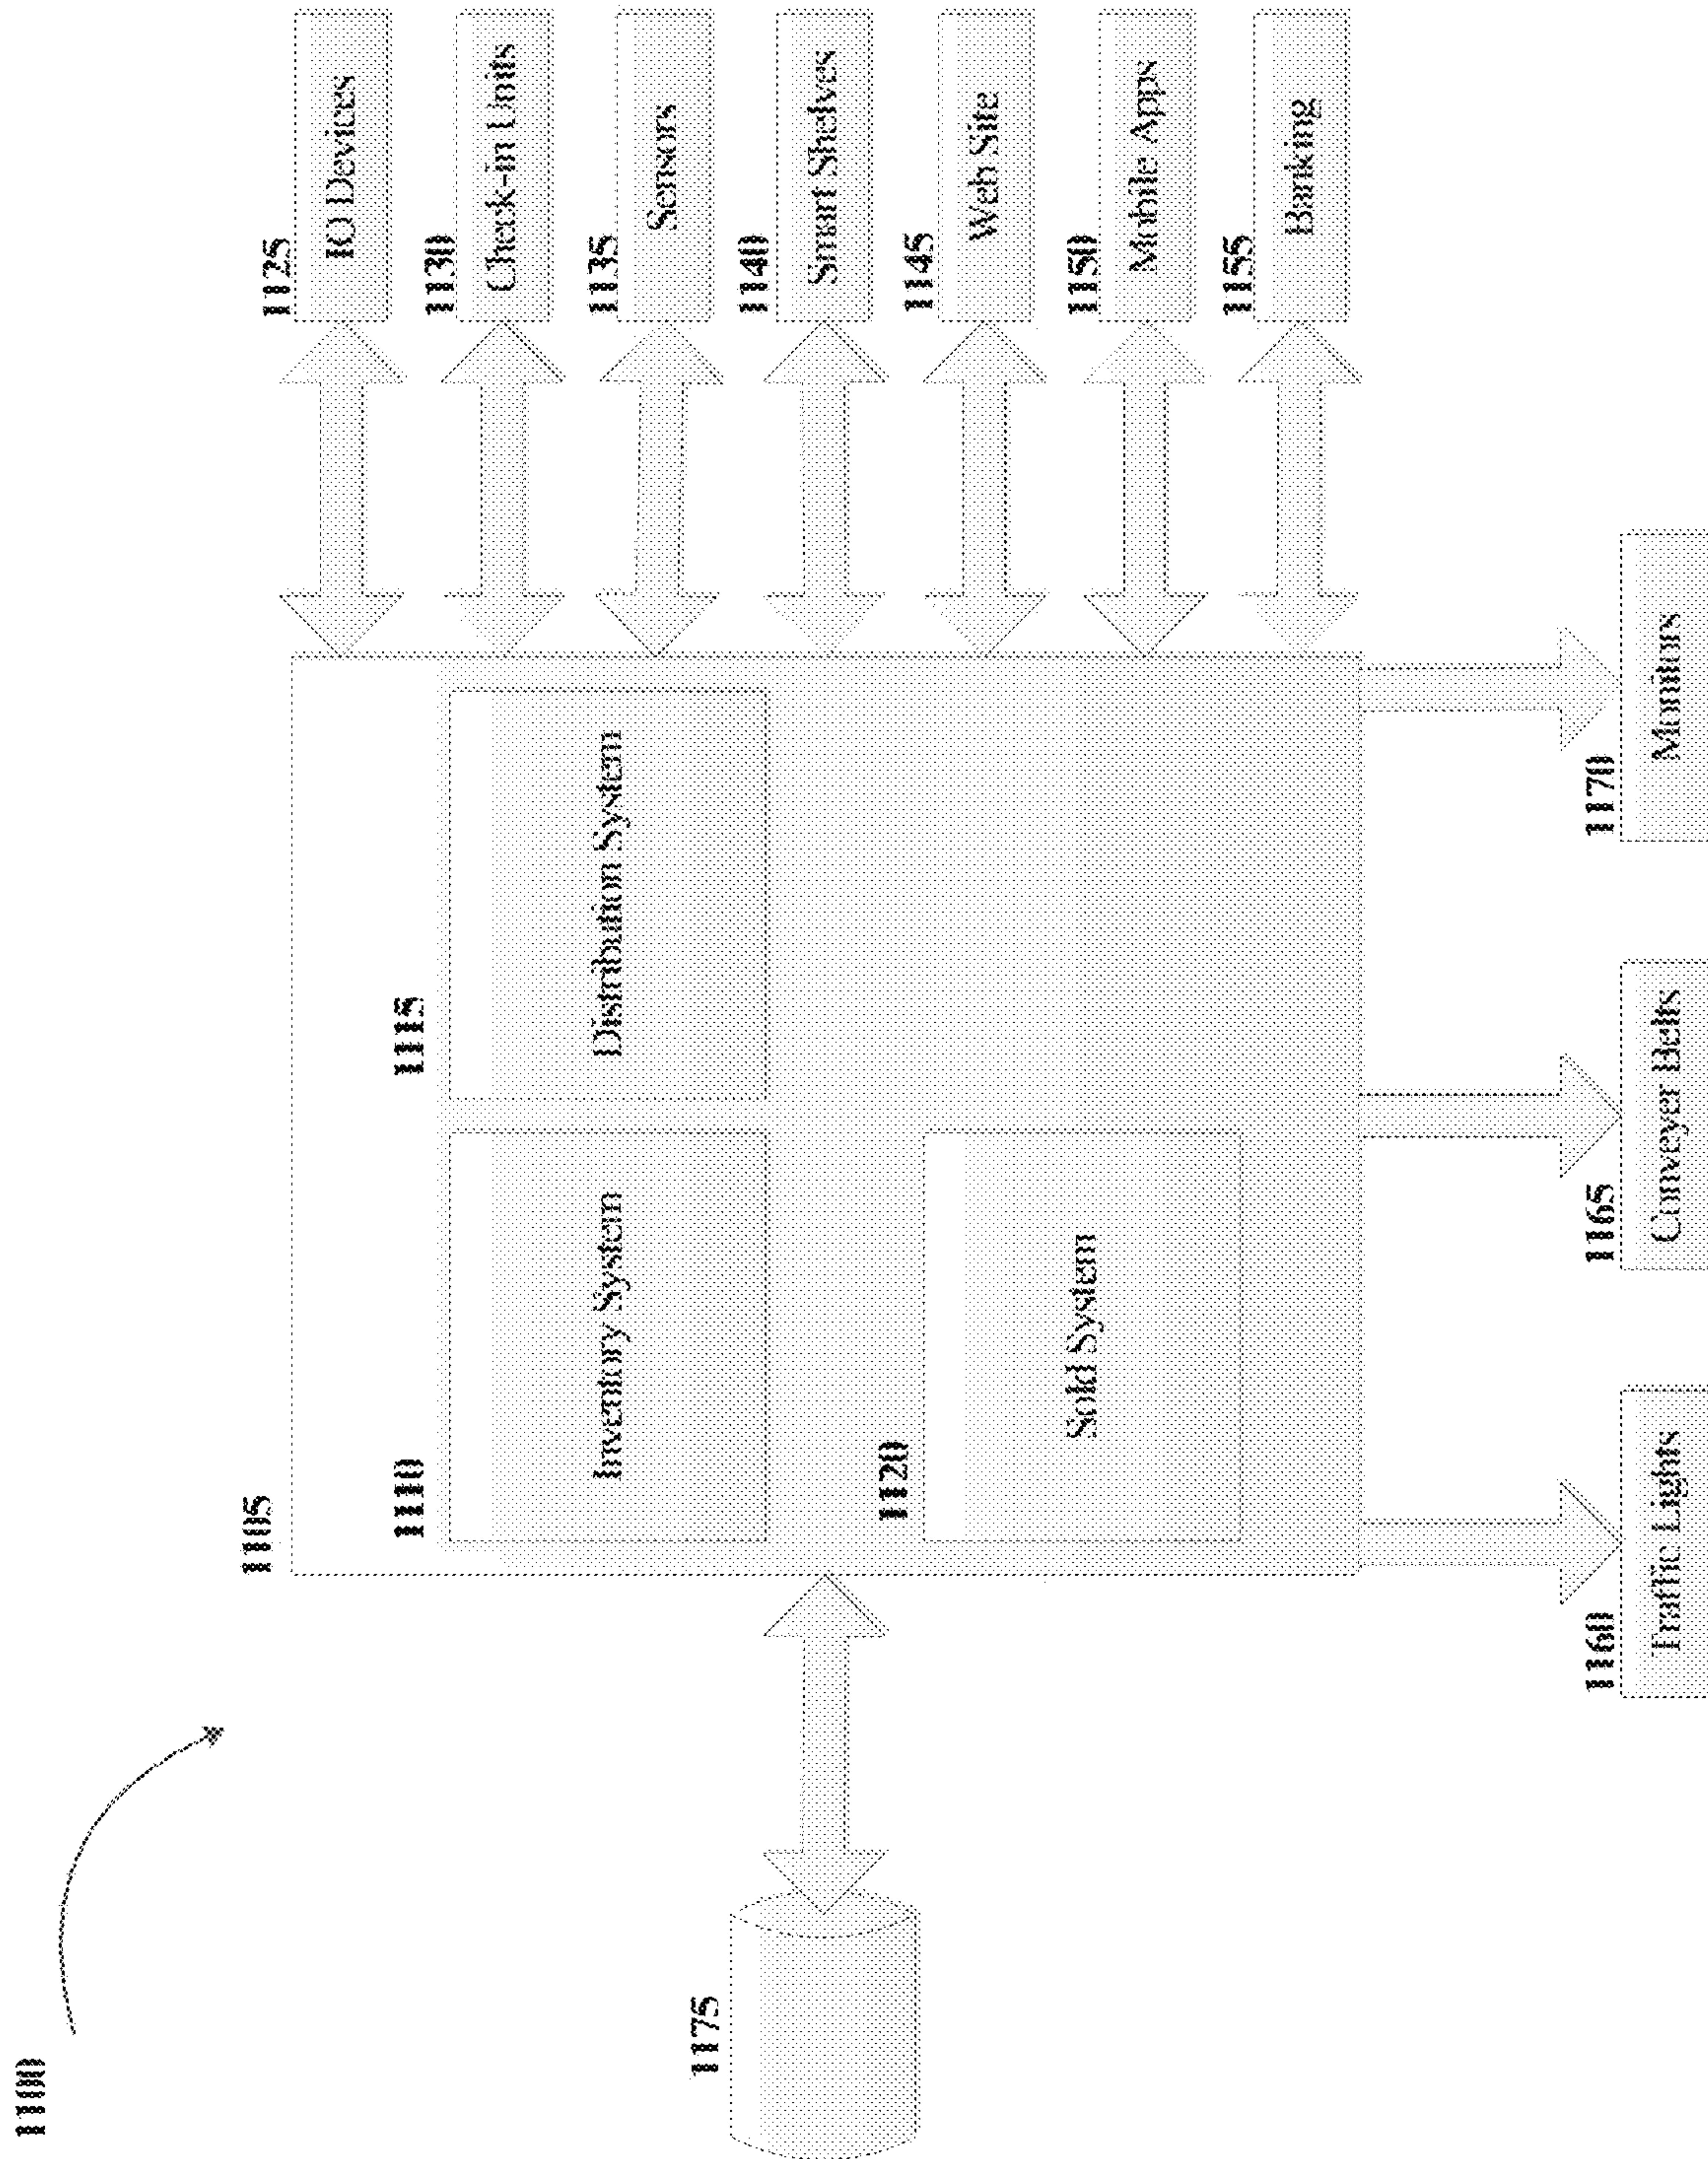 1100
1105
1110
Inventory System
1115
Distribution System
1120
Sold System
1125
IO Devices
1130
Check-in Units
1135
Sensors
1140
Smart Shelves
1145
Web Site
1150
Mobile Apps
1155
Banking
1160
Traffic Lights
1165
Conveyer Belts
1170
Monitors
1175